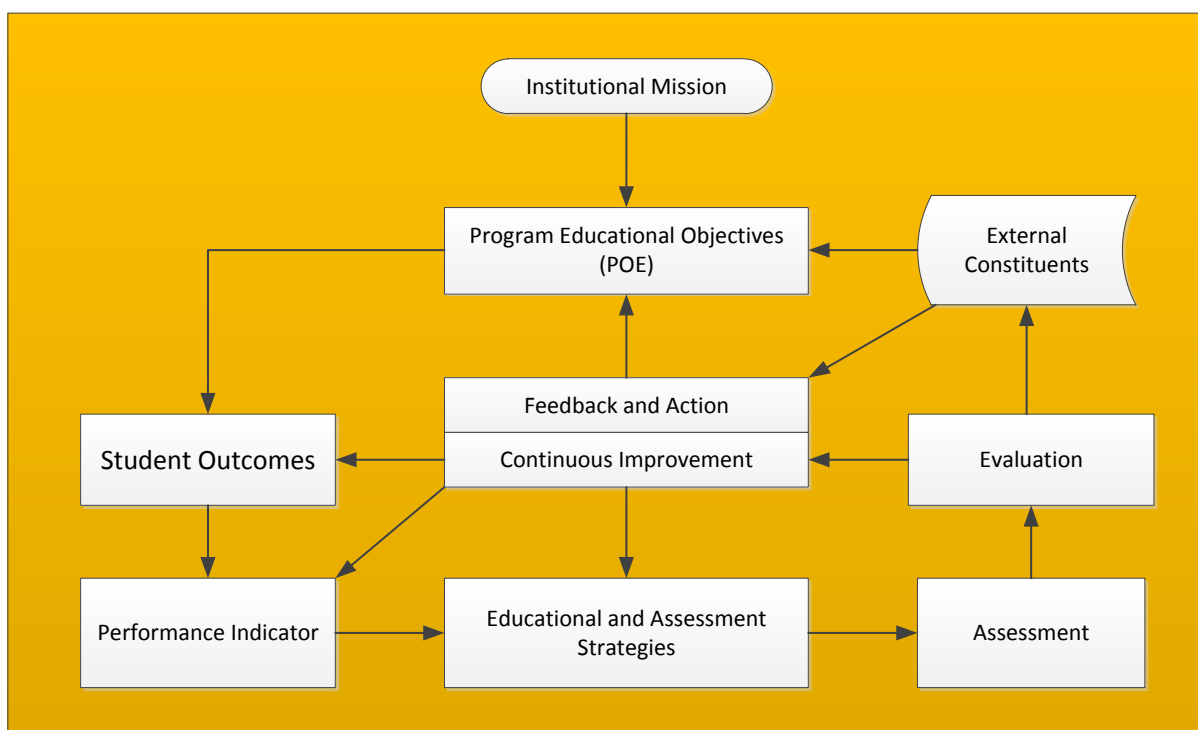 Institutional Mission
Program Educational Objectives
(POE)
External
Constituents
Feedback and Action
Student Outcomes
Continuous Improvement
Evaluation
Performance Indicator
Educational and Assessment
Strategies
Assessment